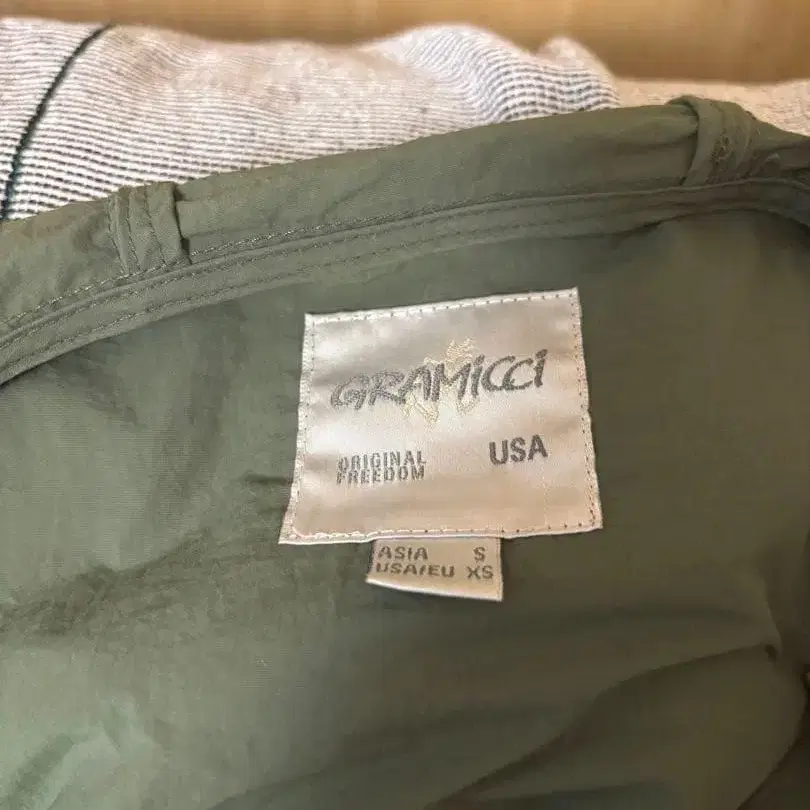 GRAMiCCi
ORIGINAL
FREEDOM
USA
ASIA S
USA/EU XS